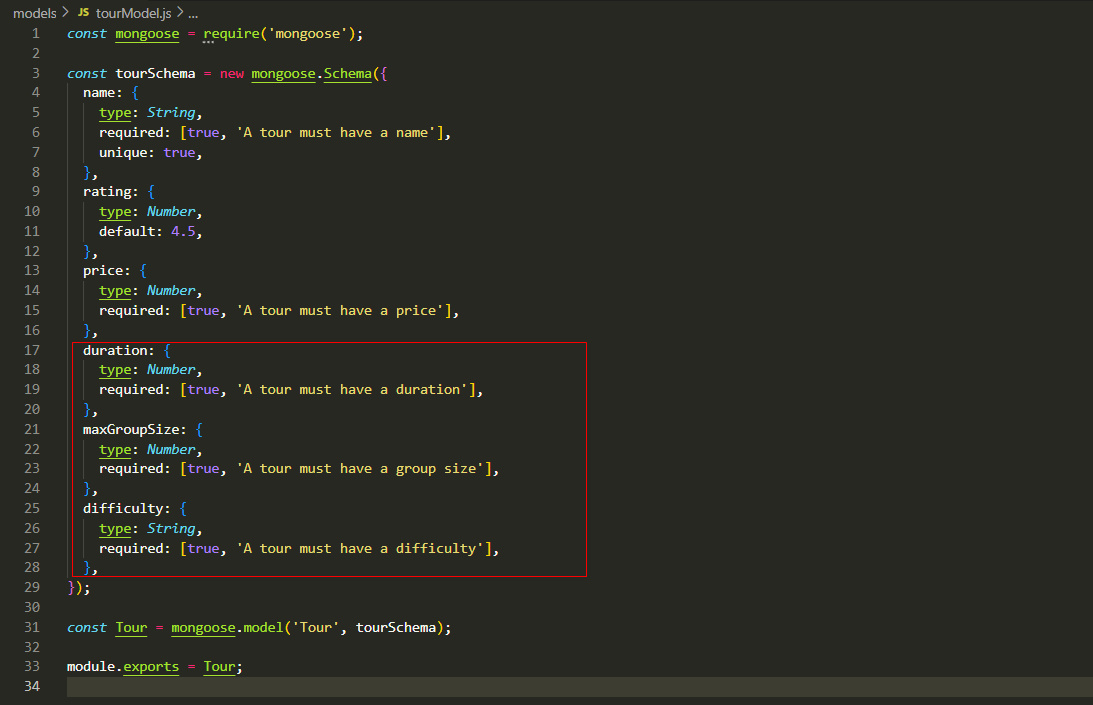 models > JS tourModel.js > ...
1 const mongoose = require('mongoose');
2
3 const tourSchema = new mongoose.Schema({
4 name: {
5 type: String,
6 required: [true, 'A tour must have a name'],
7 unique: true,
8 },
9 rating: {
10 type: Number,
11 default: 4.5,
12 },
13 price: {
14 type: Number,
15 required: [true, 'A tour must have a price'],
16 },
17 duration: {
18 type: Number,
19 required: [true, 'A tour must have a duration'],
20 },
21 maxGroupSize: {
22 type: Number,
23 required: [true, 'A tour must have a group size'],
24 },
25 difficulty: {
26 type: String,
27 required: [true, 'A tour must have a difficulty'],
28 },
29 });
30
31 const Tour = mongoose.model('Tour', tourSchema);
32
33 module.exports = Tour;
34